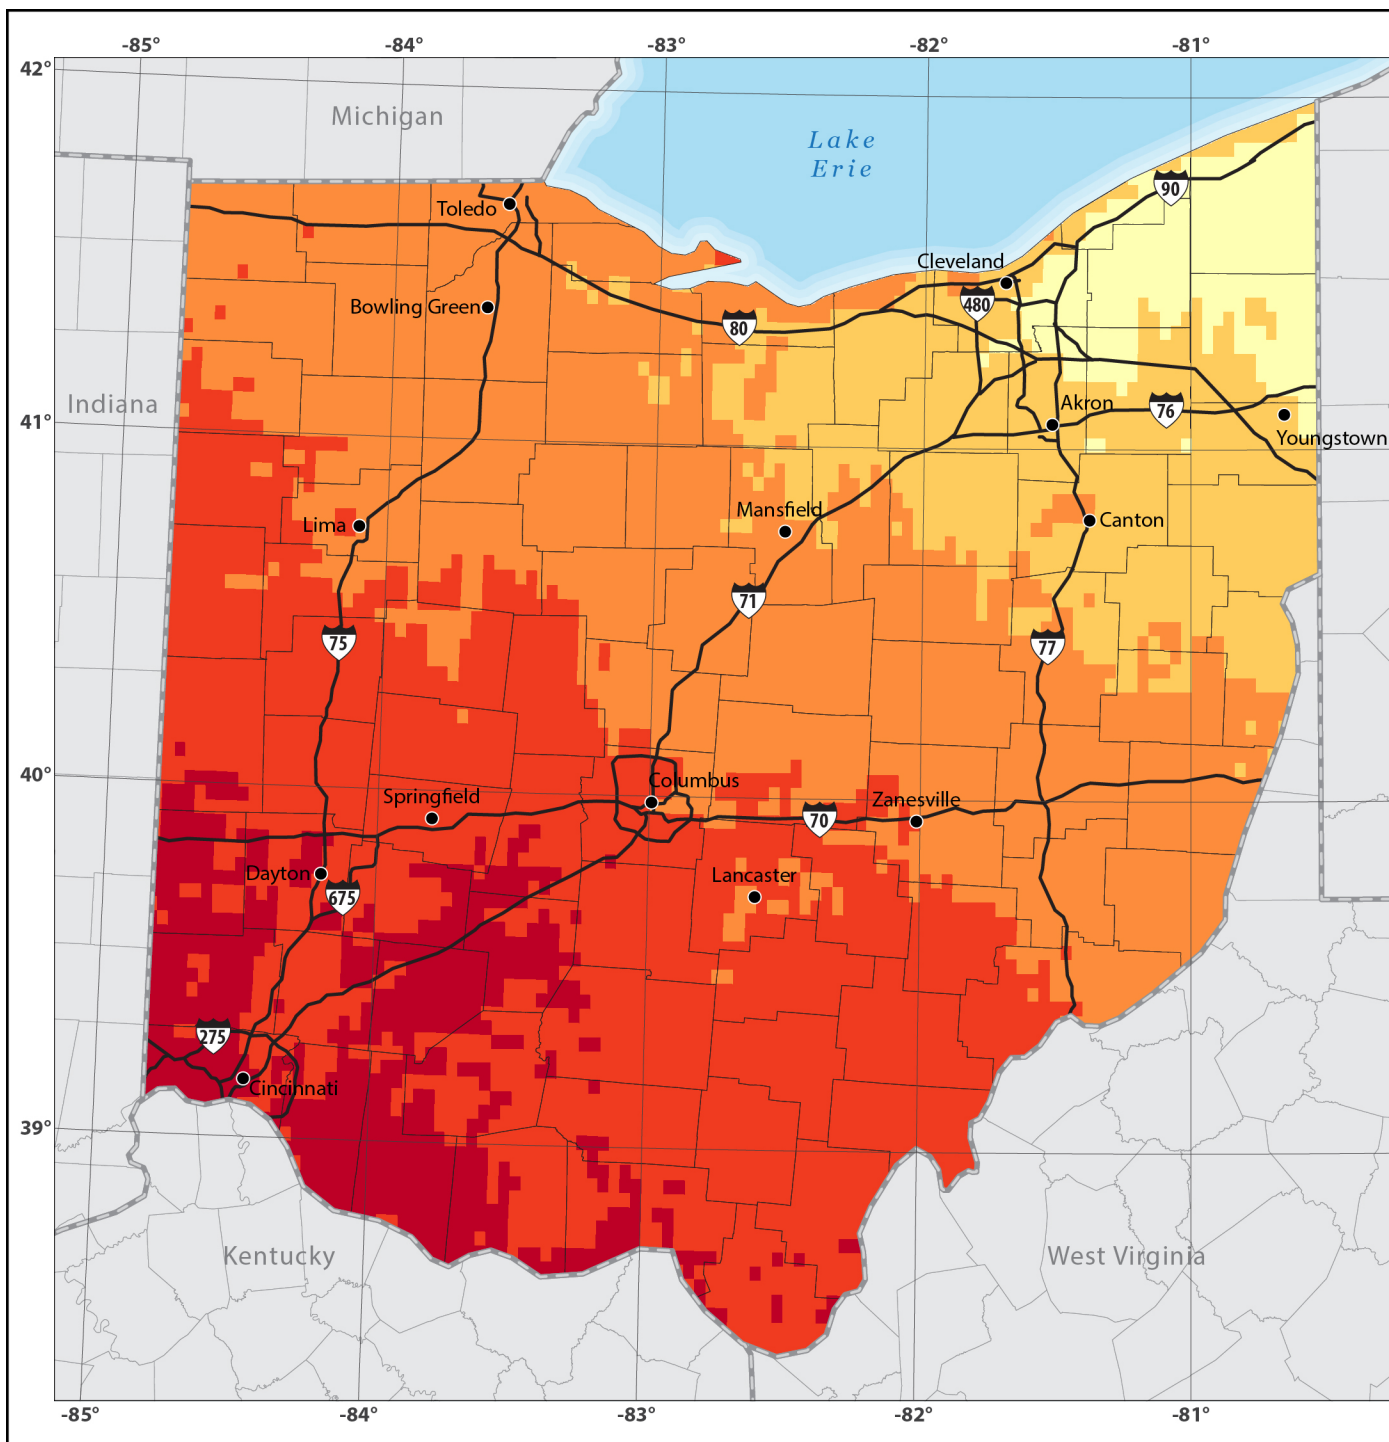 -85°
-84°
-83°
-82°
-81°
42°
Michigan
Lake
Erie
90
Toledo
Cleveland
480
Bowling Green
80
Indiana
Akron
76
41°
Youngstown
Mansfield
Lima
Canton
71
75
77
40°
Columbus
Springfield
Zanesville
70
Dayton
Lancaster
675
275
Cincinnati
39°
Kentucky
West Virginia
-85°
-84°
-83°
-82°
-81°